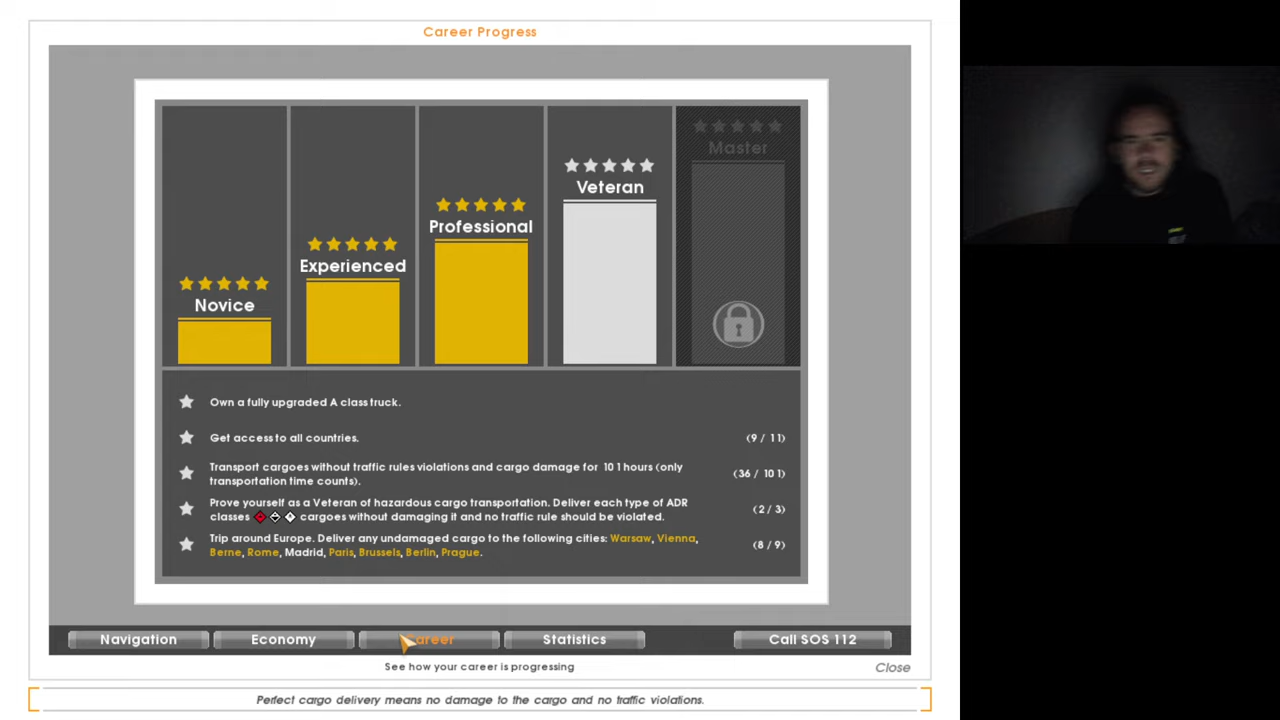 Career Progress
Master
Veteran
Professional
Experienced
Novice
Own a fully upgraded A class truck.
Get access to all countries. (9 / 11)
Transport cargoes without traffic rules violations and cargo damage for 101 hours (only
transportation time counts). (36 / 101)
Prove yourself as a Veteran of hazardous cargo transportation. Deliver each type of ADR
classes cargoes without damaging it and no traffic rule should be violated. (2 / 3)
Trip around Europe. Deliver any undamaged cargo to the following cities: Warsaw, Vienna,
Berne, Rome, Madrid, Paris, Brussels, Berlin, Prague. (8 / 9)
Navigation Economy Career Statistics Call SOS 112
See how your career is progressing Close
Perfect cargo delivery means no damage to the cargo and no traffic violations.